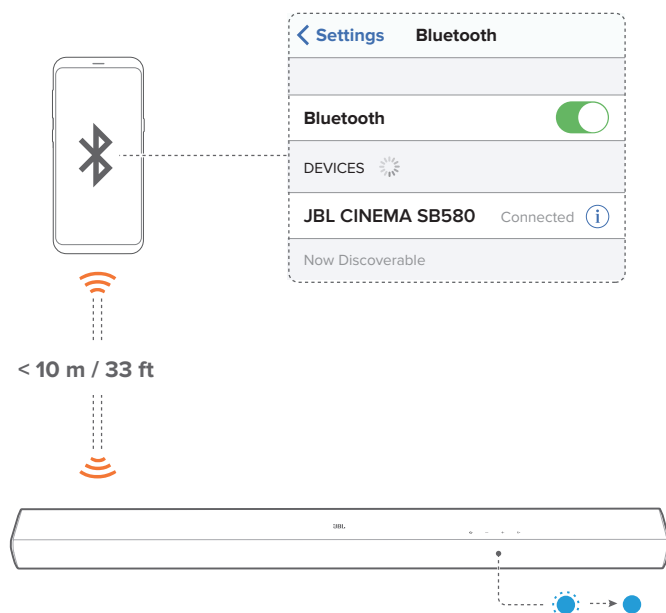 Settings Bluetooth
Bluetooth
DEVICES
JBL CINEMA SB580 Connected i
Now Discoverable
< 10 m / 33 ft
JBL